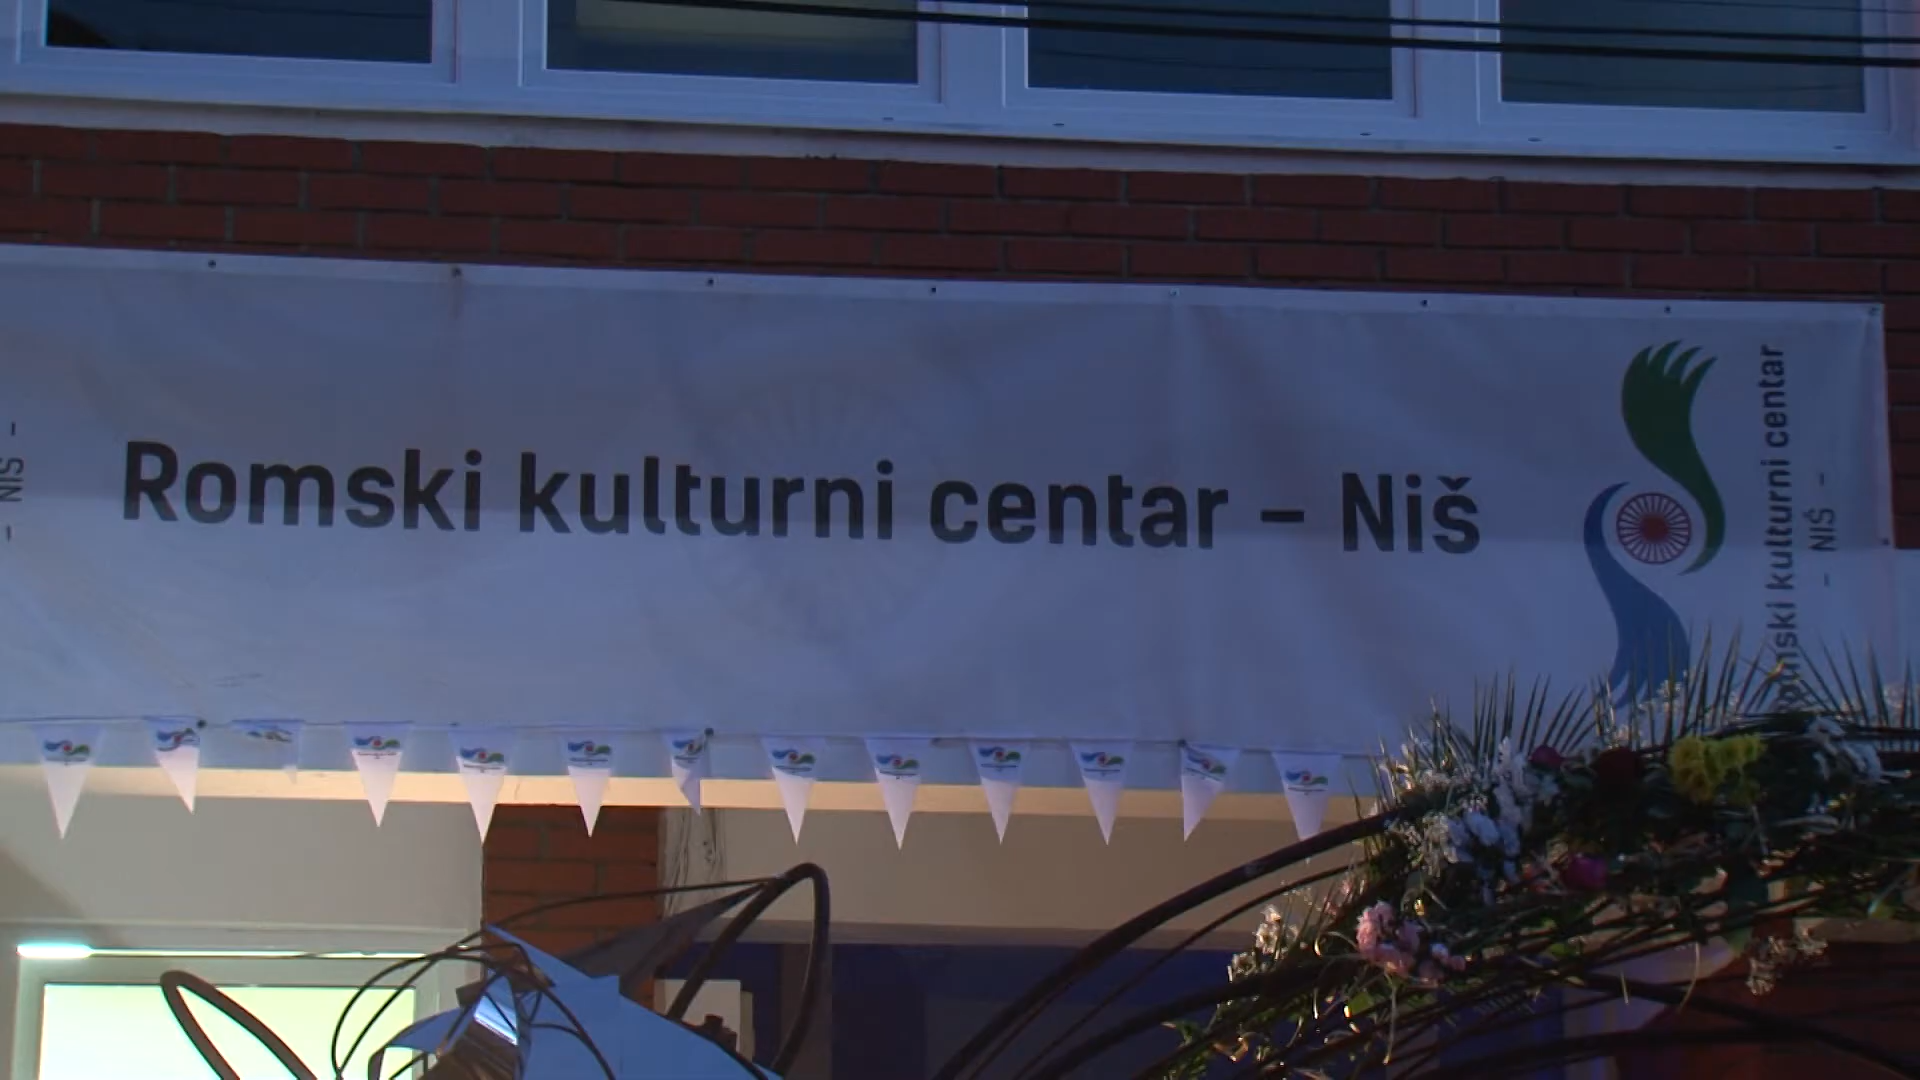 Romski kulturni centar – Niš
Romski kulturni centar
– NIŠ –
– NIŠ –